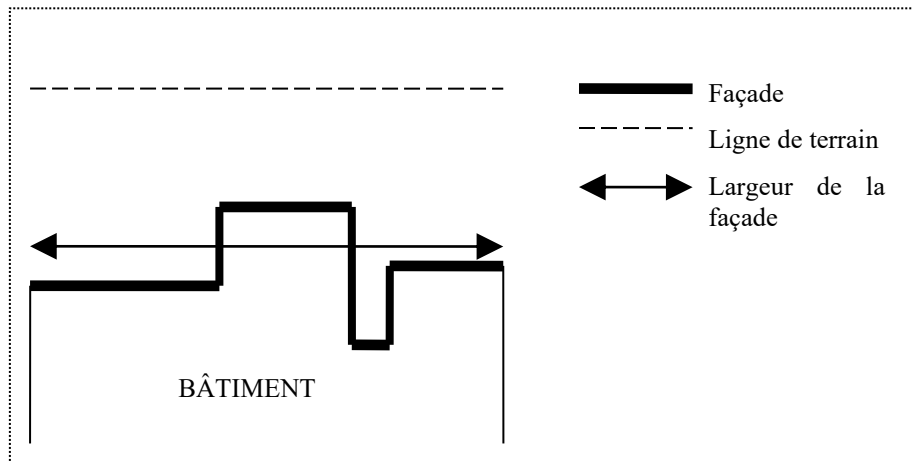 Façade
Ligne de terrain
Largeur de la
façade
BÂTIMENT